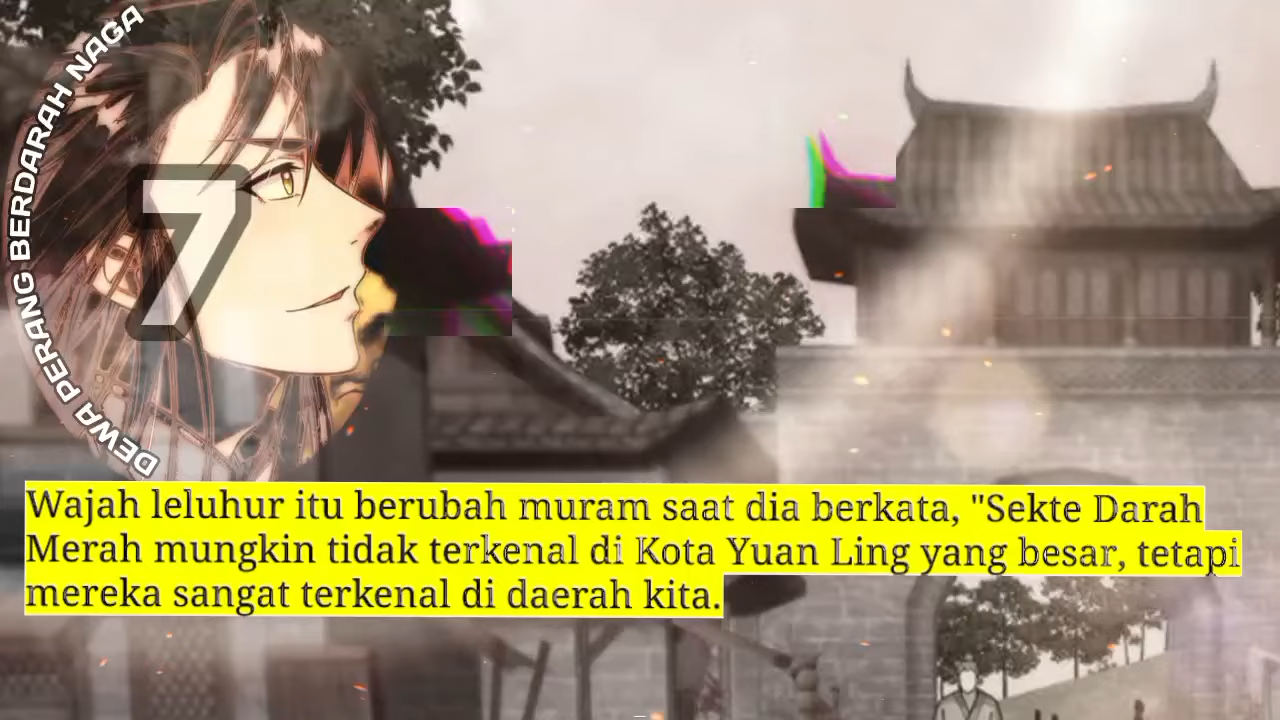 DEWA PERANG BERDARAH NAGA
7
Wajah leluhur itu berubah muram saat dia berkata, "Sekte Darah
Merah mungkin tidak terkenal di Kota Yuan Ling yang besar, tetapi
mereka sangat terkenal di daerah kita.